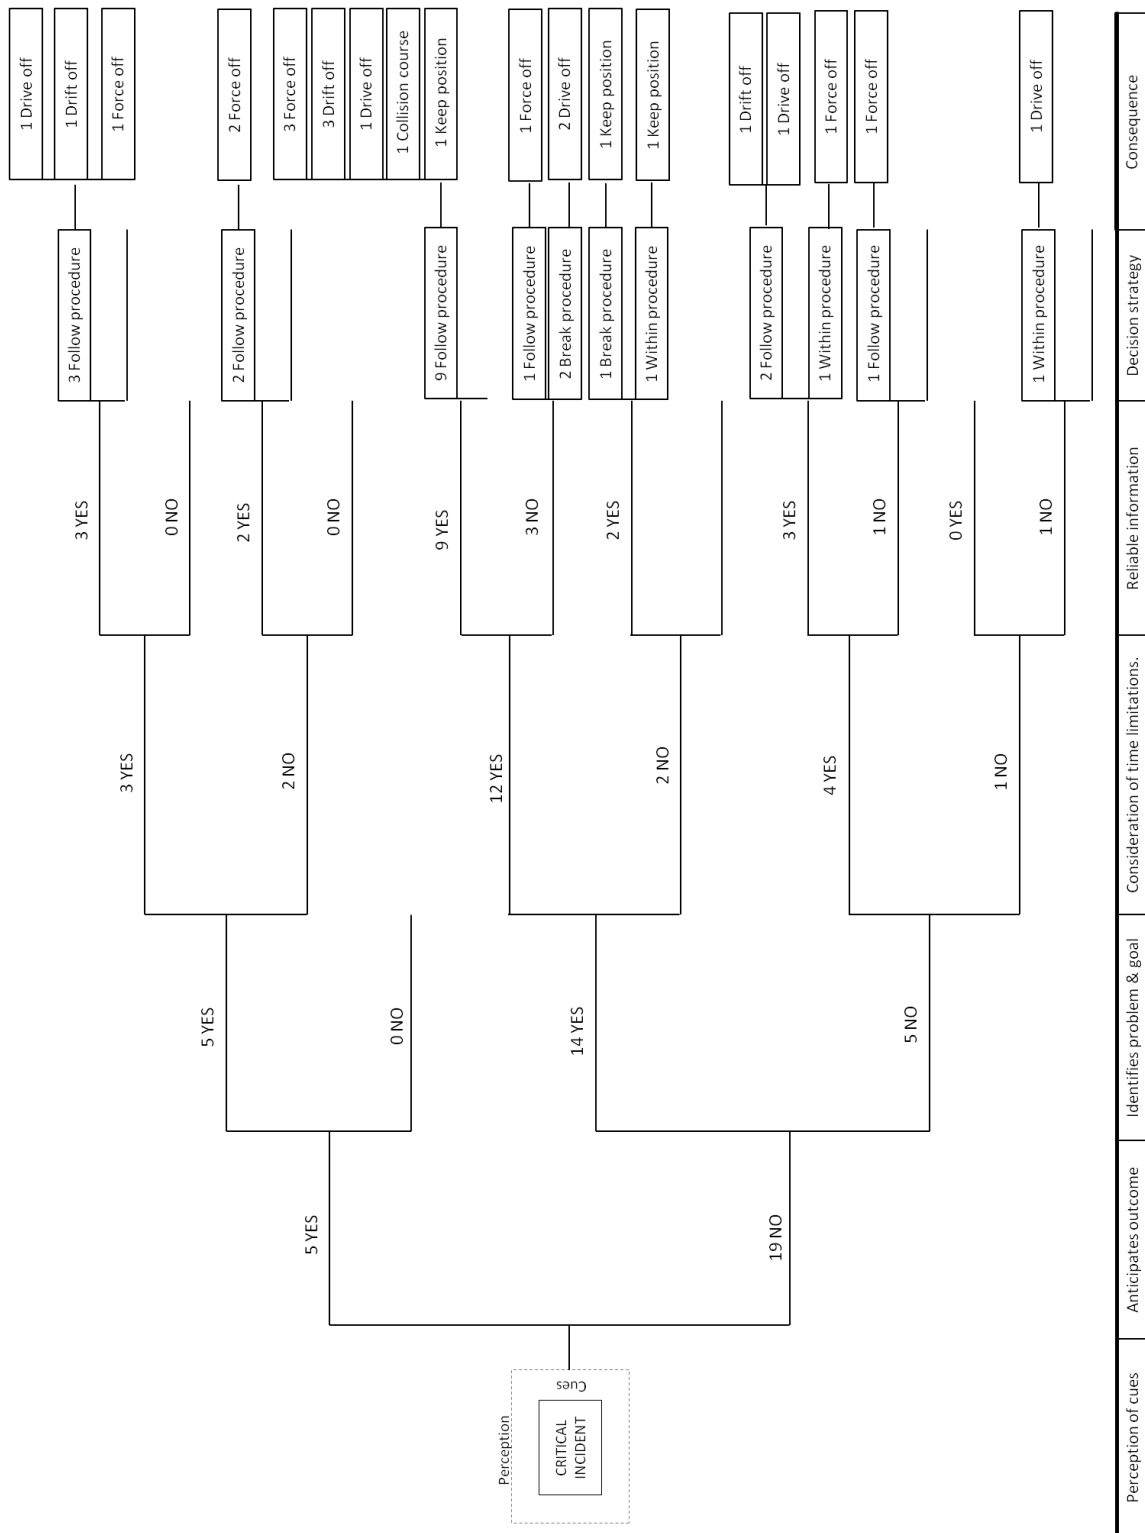 Perception
Cues
CRITICAL
INCIDENT
5 YES
19 NO
5 YES
0 NO
14 YES
5 NO
3 YES
2 NO
12 YES
2 NO
4 YES
1 NO
3 YES
0 NO
2 YES
0 NO
9 YES
3 NO
2 YES
3 YES
1 NO
0 YES
1 NO
3 Follow procedure
2 Follow procedure
9 Follow procedure
1 Follow procedure
2 Break procedure
1 Break procedure
1 Within procedure
2 Follow procedure
1 Within procedure
1 Follow procedure
1 Within procedure
1 Drive off
1 Drift off
1 Force off
2 Force off
3 Force off
3 Drift off
1 Drive off
1 Collision course
1 Keep position
1 Force off
2 Drive off
1 Keep position
1 Keep position
1 Drift off
1 Drive off
1 Force off
1 Force off
1 Drive off
Perception of cues
Anticipates outcome
Identifies problem & goal
Consideration of time limitations.
Reliable information
Decision strategy
Consequence